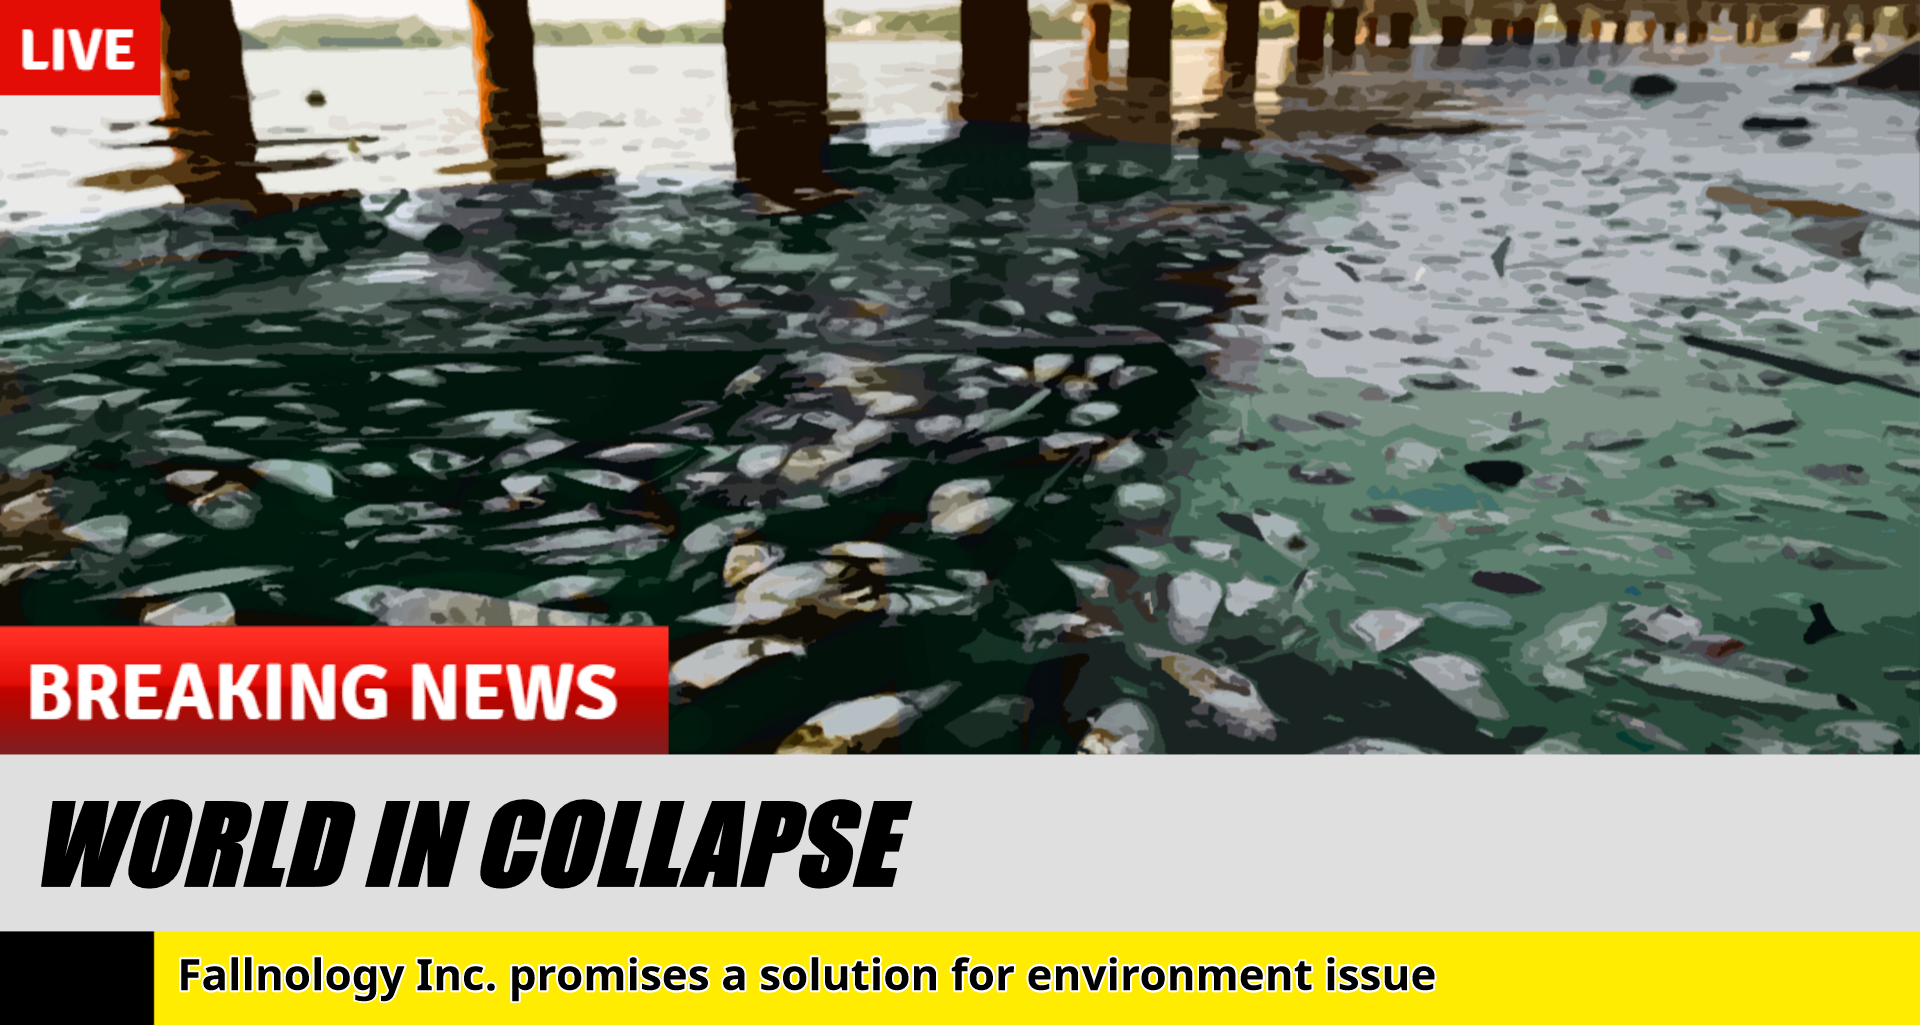 LIVE
BREAKING NEWS
WORLD IN COLLAPSE
Fallnology Inc. promises a solution for environment issue